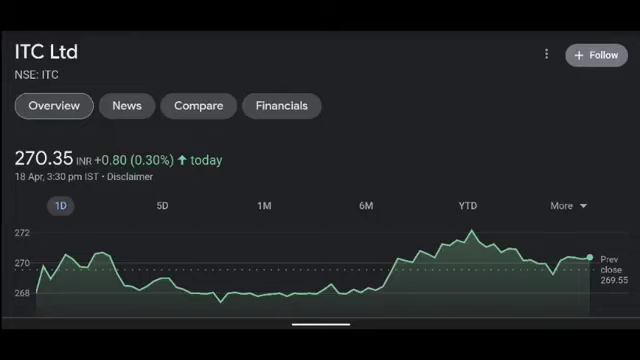 ITC Ltd
NSE: ITC
+ Follow
Overview News Compare Financials
270.35 INR +0.80 (0.30%) ↑ today
18 Apr, 3:30 pm IST • Disclaimer
1D 5D 1M 6M YTD More
272
270
268
Prev
close
269.55